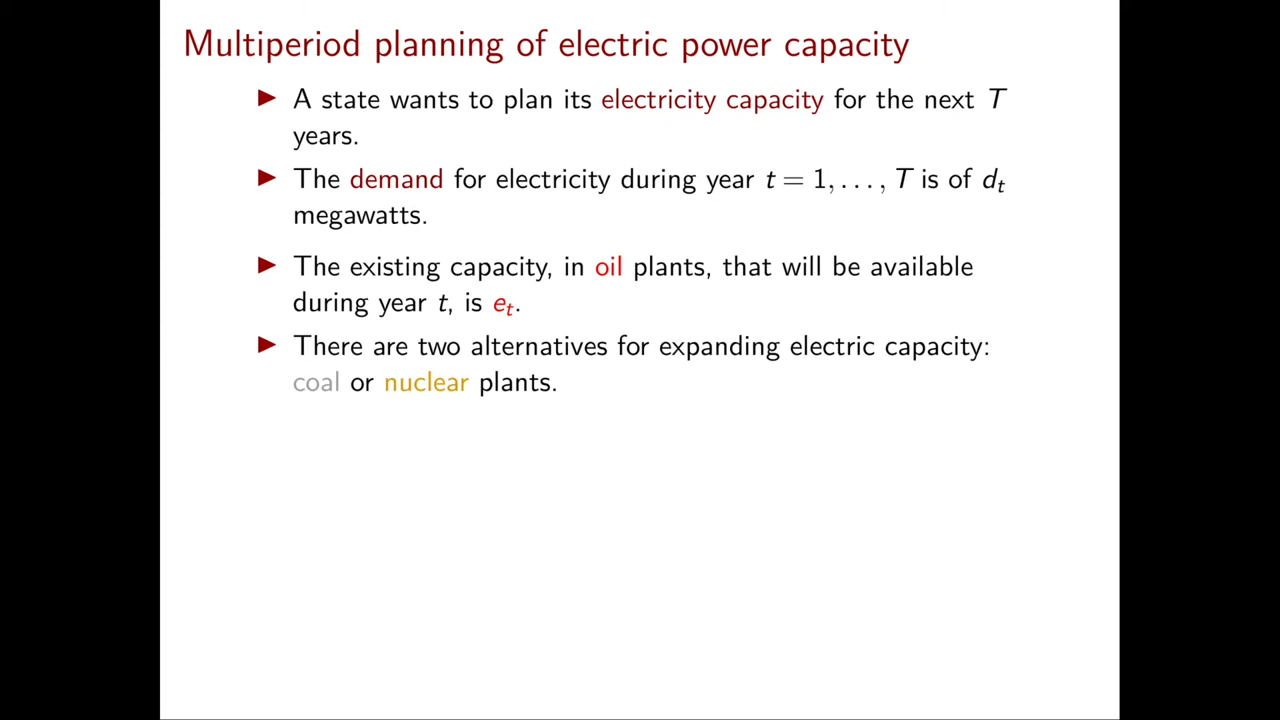 Multiperiod planning of electric power capacity
▶ A state wants to plan its electricity capacity for the next T
years.
▶ The demand for electricity during year t = 1, . . . , T is of dₜ
megawatts.
▶ The existing capacity, in oil plants, that will be available
during year t, is eₜ.
▶ There are two alternatives for expanding electric capacity:
coal or nuclear plants.